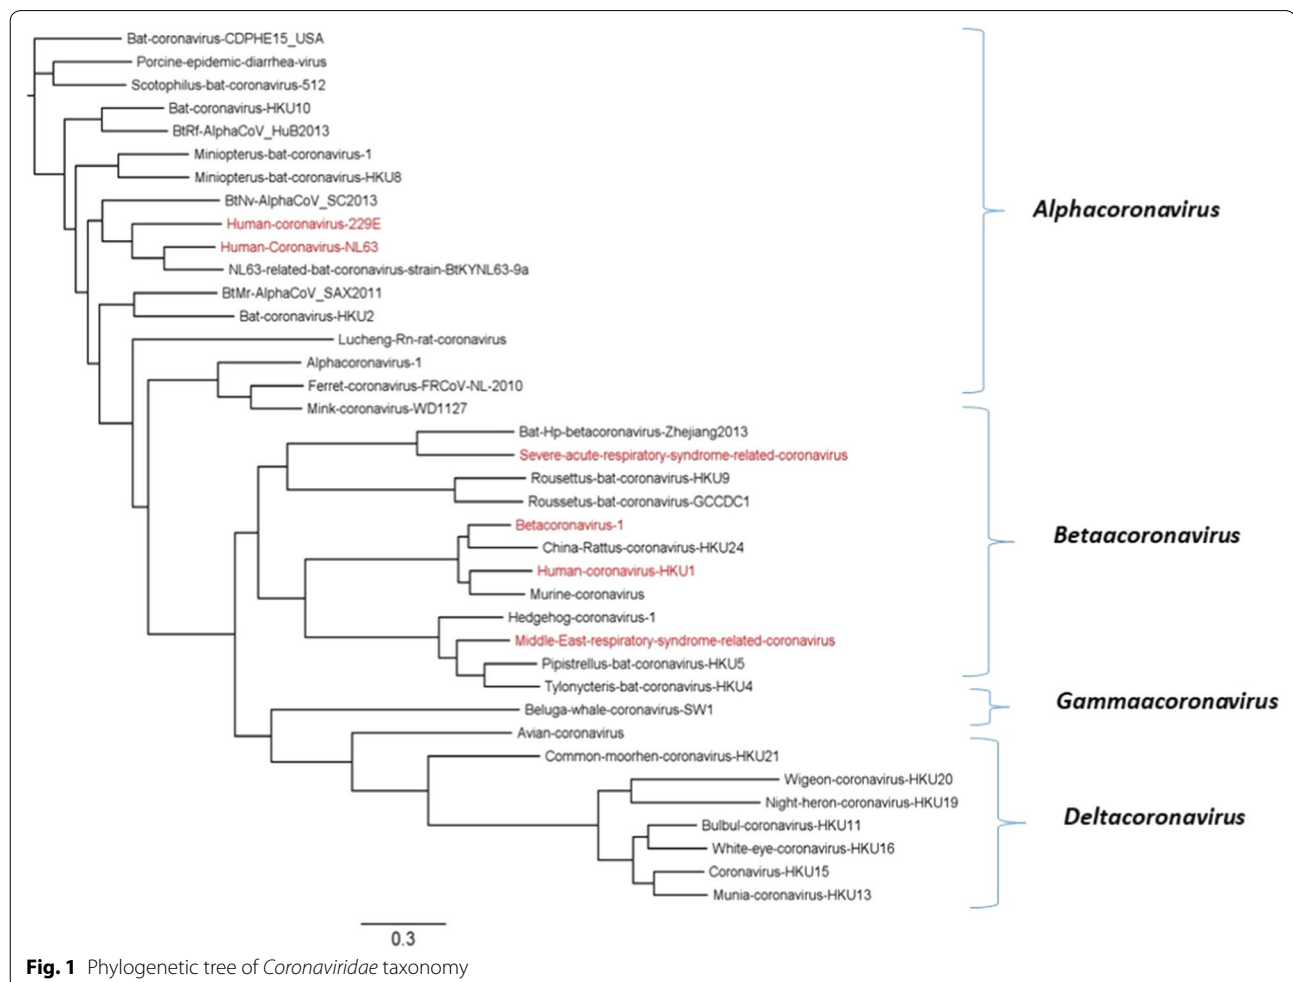 Bat-coronavirus-CDPHE15_USA
Porcine-epidemic-diarrhea-virus
Scotophilus-bat-coronavirus-512
Bat-coronavirus-HKU10
BtRf-AlphaCoV_HuB2013
Miniopterus-bat-coronavirus-1
Miniopterus-bat-coronavirus-HKU8
BtNv-AlphaCoV_SC2013
Human-coronavirus-229E
Human-Coronavirus-NL63
NL63-related-bat-coronavirus-strain-BtKYNL63-9a
BtMr-AlphaCoV_SAX2011
Bat-coronavirus-HKU2
Lucheng-Rn-rat-coronavirus
Alphacoronavirus-1
Ferret-coronavirus-FRCoV-NL-2010
Mink-coronavirus-WD1127
Alphacoronavirus
Bat-Hp-betacoronavirus-Zhejiang2013
Severe-acute-respiratory-syndrome-related-coronavirus
Rousettus-bat-coronavirus-HKU9
Roussetus-bat-coronavirus-GCCDC1
Betacoronavirus-1
China-Rattus-coronavirus-HKU24
Human-coronavirus-HKU1
Murine-coronavirus
Hedgehog-coronavirus-1
Middle-East-respiratory-syndrome-related-coronavirus
Pipistrellus-bat-coronavirus-HKU5
Tylonycteris-bat-coronavirus-HKU4
Betaacoronavirus
Beluga-whale-coronavirus-SW1
Avian-coronavirus
Gammaacoronavirus
Common-moorhen-coronavirus-HKU21
Wigeon-coronavirus-HKU20
Night-heron-coronavirus-HKU19
Bulbul-coronavirus-HKU11
White-eye-coronavirus-HKU16
Coronavirus-HKU15
Munia-coronavirus-HKU13
Deltacoronavirus
0.3
Fig. 1 Phylogenetic tree of Coronaviridae taxonomy